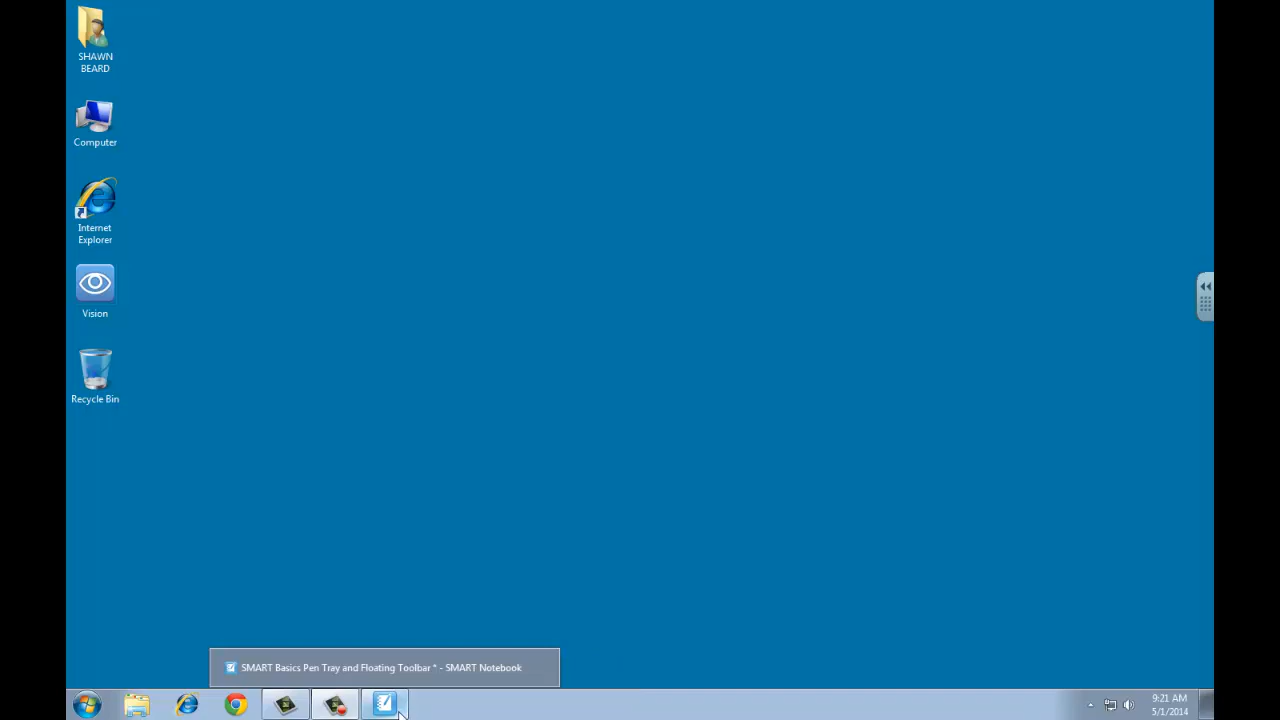 SHAWN
BEARD
Computer
Internet
Explorer
Vision
Recycle Bin
SMART Basics Pen Tray and Floating Toolbar * - SMART Notebook
9:21 AM
5/1/2014